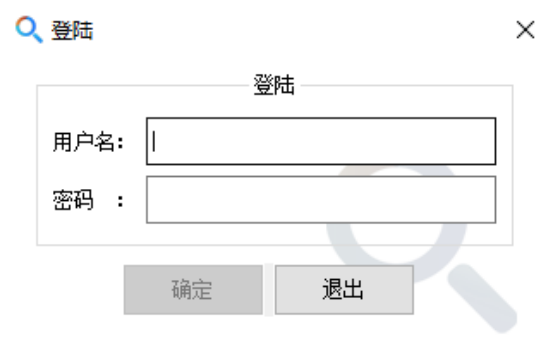 登陆
登陆
用户名：
密码 ：
确定 退出